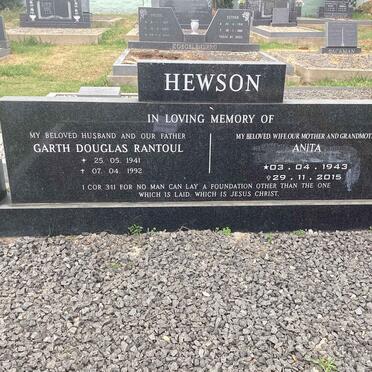 HEWSON
IN LOVING MEMORY OF
MY BELOVED HUSBAND AND OUR FATHER
GARTH DOUGLAS RANTOUL
* 25. 05. 1941
✝ 07. 04. 1992
MY BELOVED WIFE OUR MOTHER AND GRANDMOTHER
ANITA
*03 . 04 . 1943
29 . 11 . 2015
1 COR 3:11 FOR NO MAN CAN LAY A FOUNDATION OTHER THAN THE ONE
WHICH IS LAID, WHICH IS JESUS CHRIST.